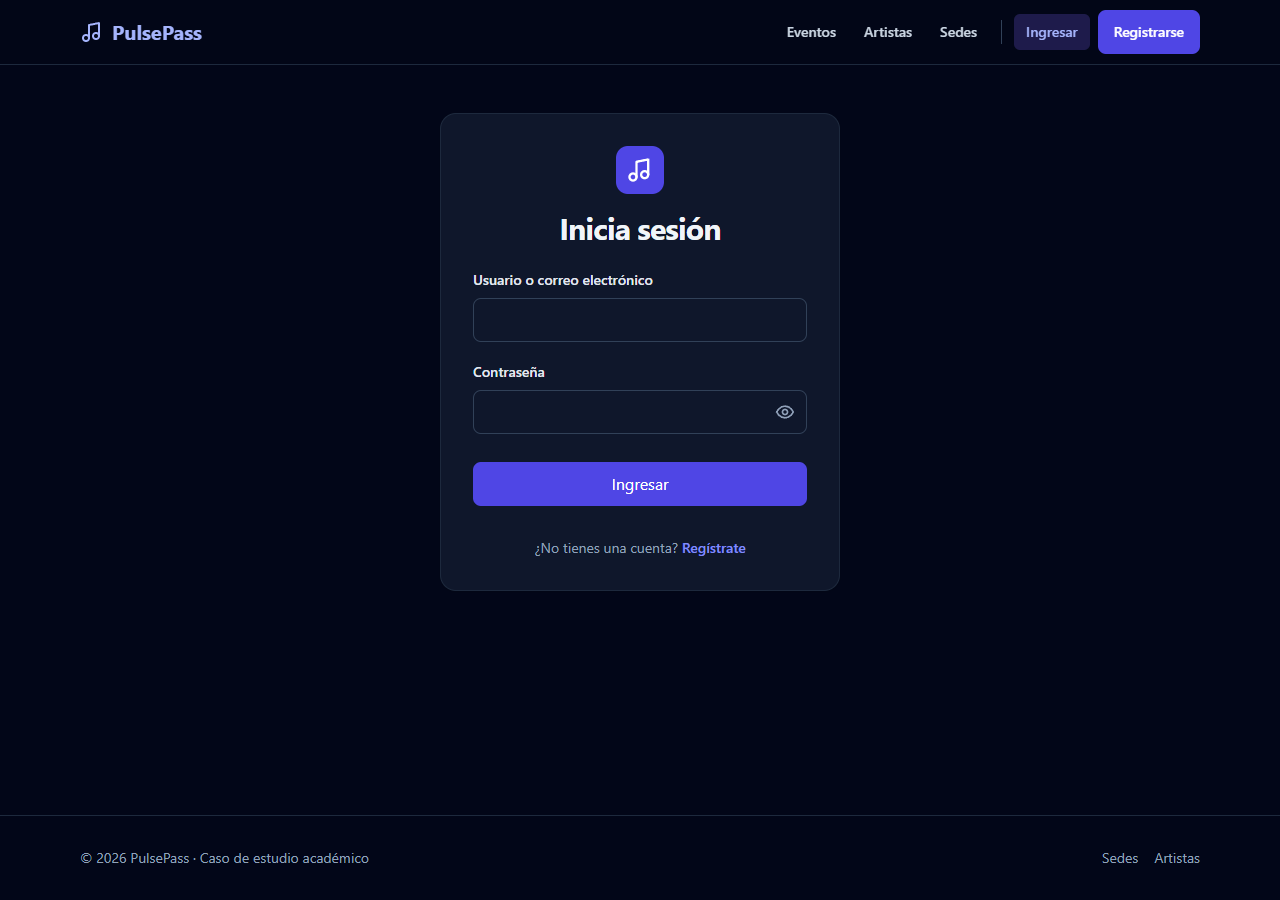 PulsePass
Eventos Artistas Sedes Ingresar Registrarse
Inicia sesión
Usuario o correo electrónico
Contraseña
Ingresar
¿No tienes una cuenta? Regístrate
© 2026 PulsePass · Caso de estudio académico
Sedes Artistas